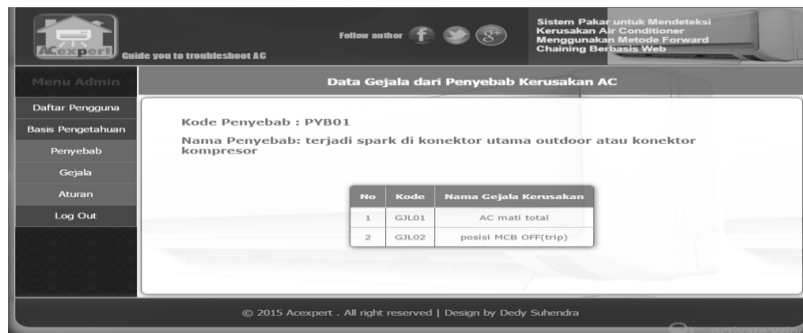 ACexpert
Guide you to troubleshoot AC
Follow author
Sistem Pakar untuk Mendeteksi
Kerusakan Air Conditioner
Menggunakan Metode Forward
Chaining Berbasis Web
Menu Admin
Data Gejala dari Penyebab Kerusakan AC
Daftar Pengguna
Basis Pengetahuan
Penyebab
Gejala
Aturan
Log Out
Kode Penyebab : PYB01
Nama Penyebab: terjadi spark di konektor utama outdoor atau konektor
kompresor
No Kode Nama Gejala Kerusakan
1 GJL01 AC mati total
2 GJL02 posisi MCB OFF(trip)
© 2015 Acexpert . All right reserved | Design by Dedy Suhendra